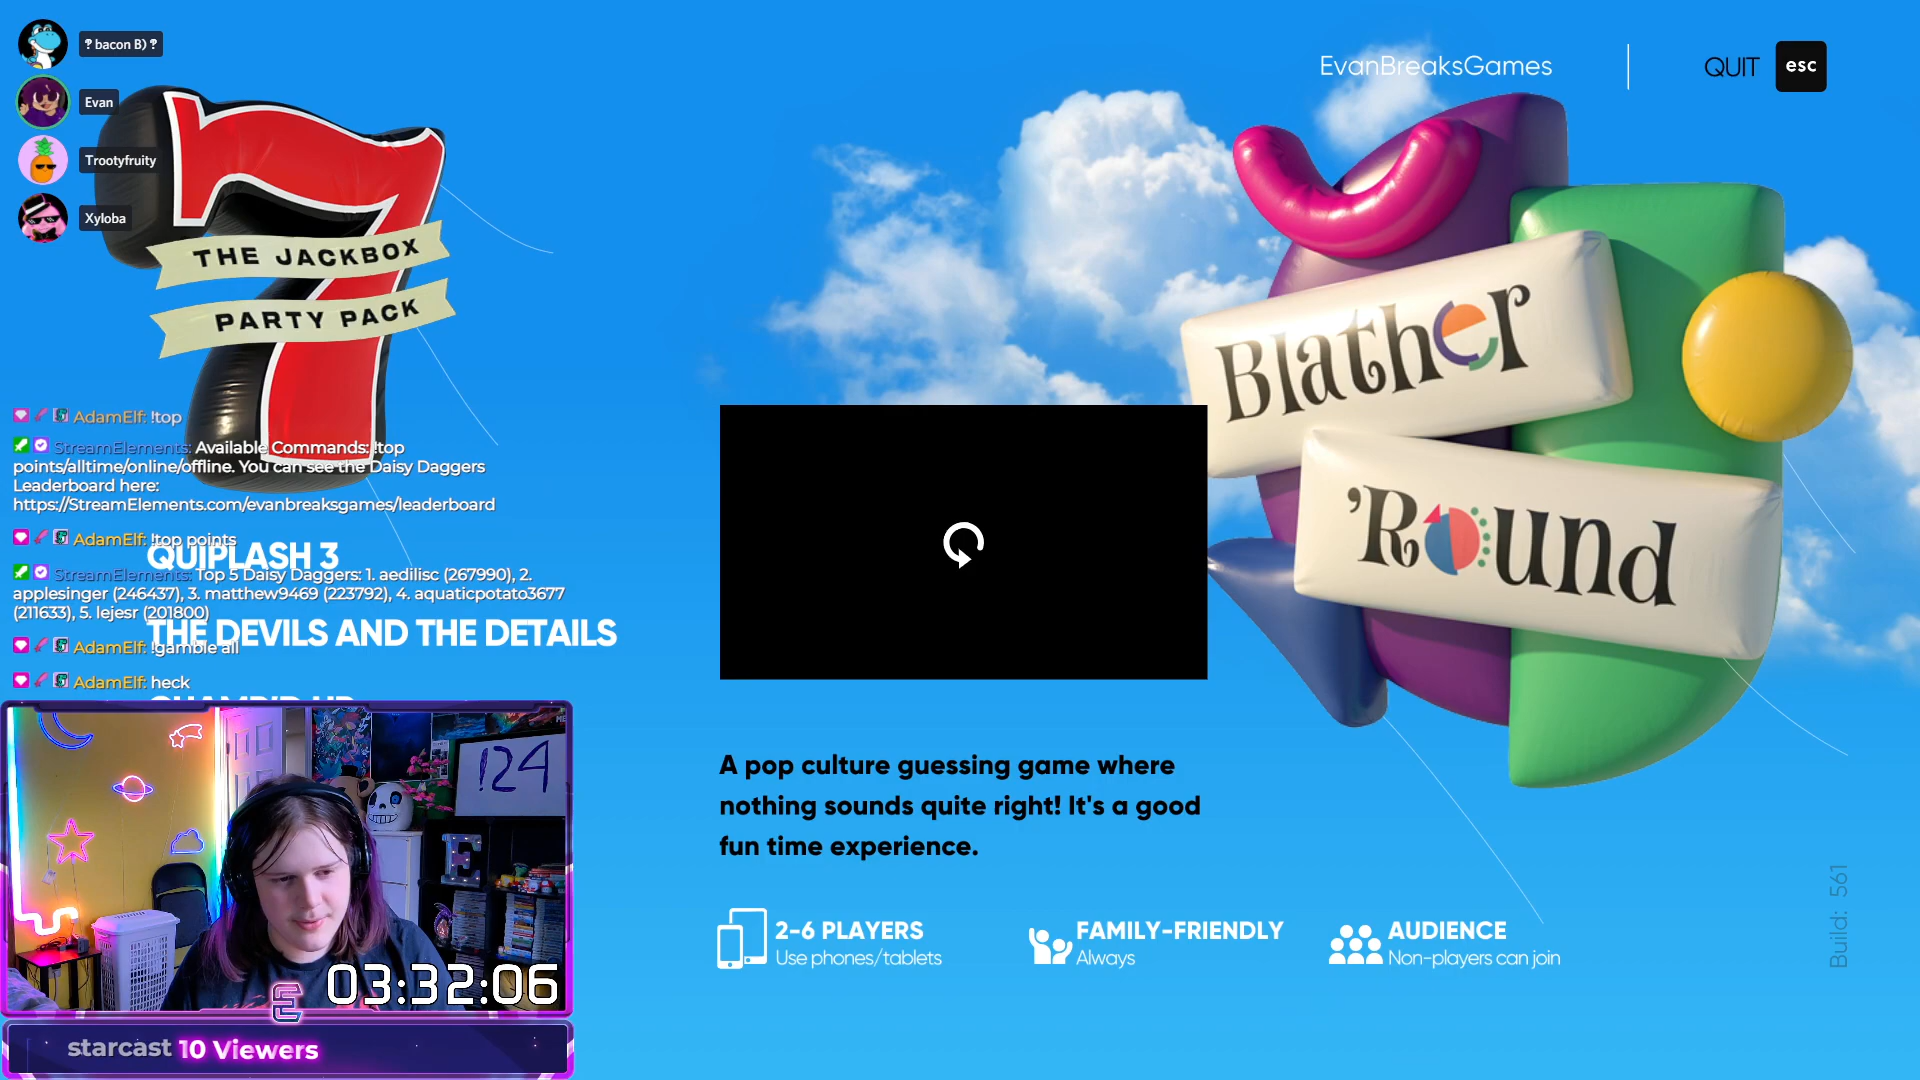 ? bacon B) ?
Evan
Trootyfruity
Xyloba
7
THE JACKBOX
PARTY PACK
EvanBreaksGames
QUIT esc
Blather
'Round
AdamElf: !top
StreamElements: Available Commands: !top
points/alltime/online/offline. You can see the Daisy Daggers
Leaderboard here:
https://StreamElements.com/evanbreaksgames/leaderboard
AdamElf: !top points
QUIPLASH 3
StreamElements: Top 5 Daisy Daggers: 1. aedilisc (267990), 2.
applesinger (246437), 3. matthew9469 (223792), 4. aquaticpotato3677
(211633), 5. lejesr (201800)
THE DEVILS AND THE DETAILS
AdamElf: !gamble all
AdamElf: heck
!24
E
03:32:06
E
starcast 10 Viewers
A pop culture guessing game where
nothing sounds quite right! It's a good
fun time experience.
2-6 PLAYERS
Use phones/tablets
FAMILY-FRIENDLY
Always
AUDIENCE
Non-players can join
Build: 561